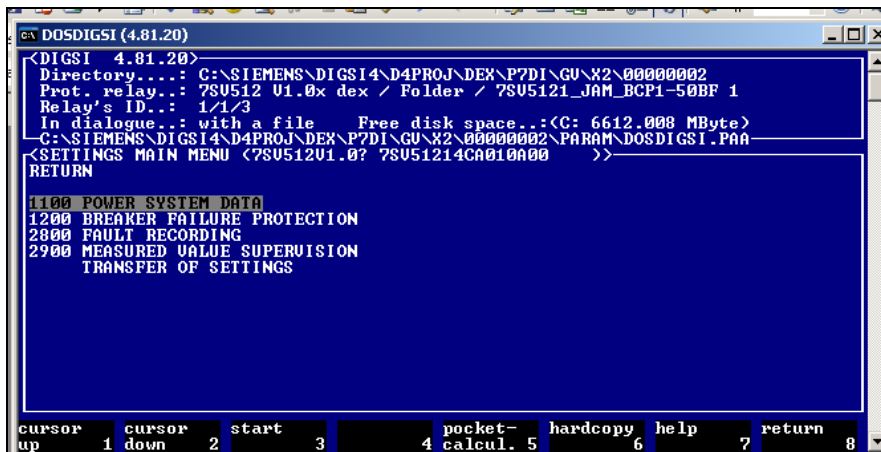 DOSDIGSI (4.81.20)
<DIGSI 4.81.20>
Directory....: C:\SIEMENS\DIGSI4\D4PROJ\DEX\P7DI\GV\X2\00000002
Prot. relay..: 7SV512 V1.0x dex / Folder / 7SV5121_JAM_BCP1-50BF 1
Relay's ID..: 1/1/3
In dialogue..: with a file Free disk space..:(C: 6612.008 MByte)
C:\SIEMENS\DIGSI4\D4PROJ\DEX\P7DI\GV\X2\00000002\PARAM\DOSDIGSI.PAA
<SETTINGS MAIN MENU (7SV512V1.0? 7SV51214CA010A00 )>
RETURN
1100 POWER SYSTEM DATA
1200 BREAKER FAILURE PROTECTION
2800 FAULT RECORDING
2900 MEASURED VALUE SUPERVISION
TRANSFER OF SETTINGS
cursor cursor start pocket- hardcopy help return
up 1 down 2 3 4 calcul. 5 6 7 8